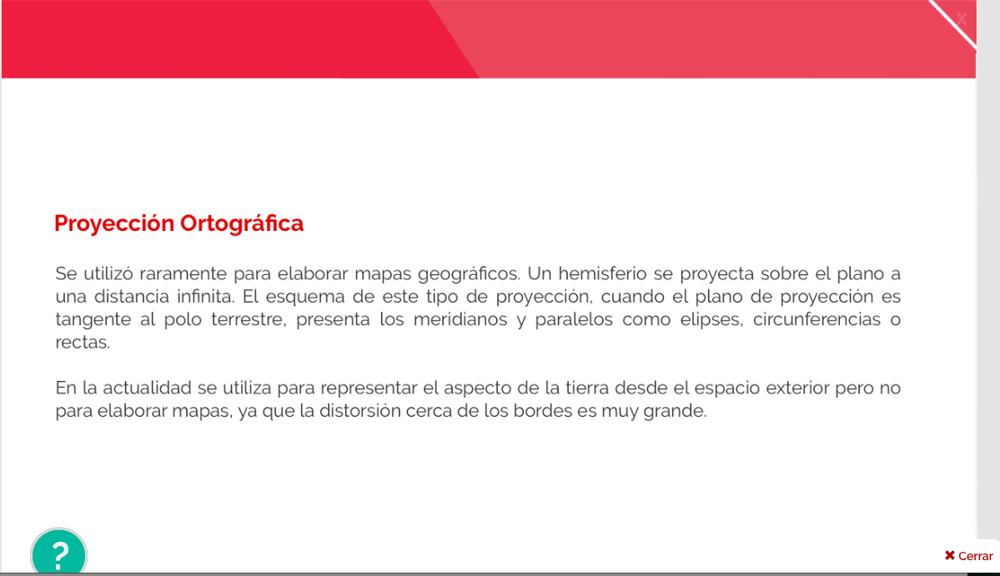 X
Proyección Ortográfica
Se utilizó raramente para elaborar mapas geográficos. Un hemisferio se proyecta sobre el plano a
una distancia infinita. El esquema de este tipo de proyección, cuando el plano de proyección es
tangente al polo terrestre, presenta los meridianos y paralelos como elipses, circunferencias o
rectas.
En la actualidad se utiliza para representar el aspecto de la tierra desde el espacio exterior pero no
para elaborar mapas, ya que la distorsión cerca de los bordes es muy grande.
?
✖ Cerrar